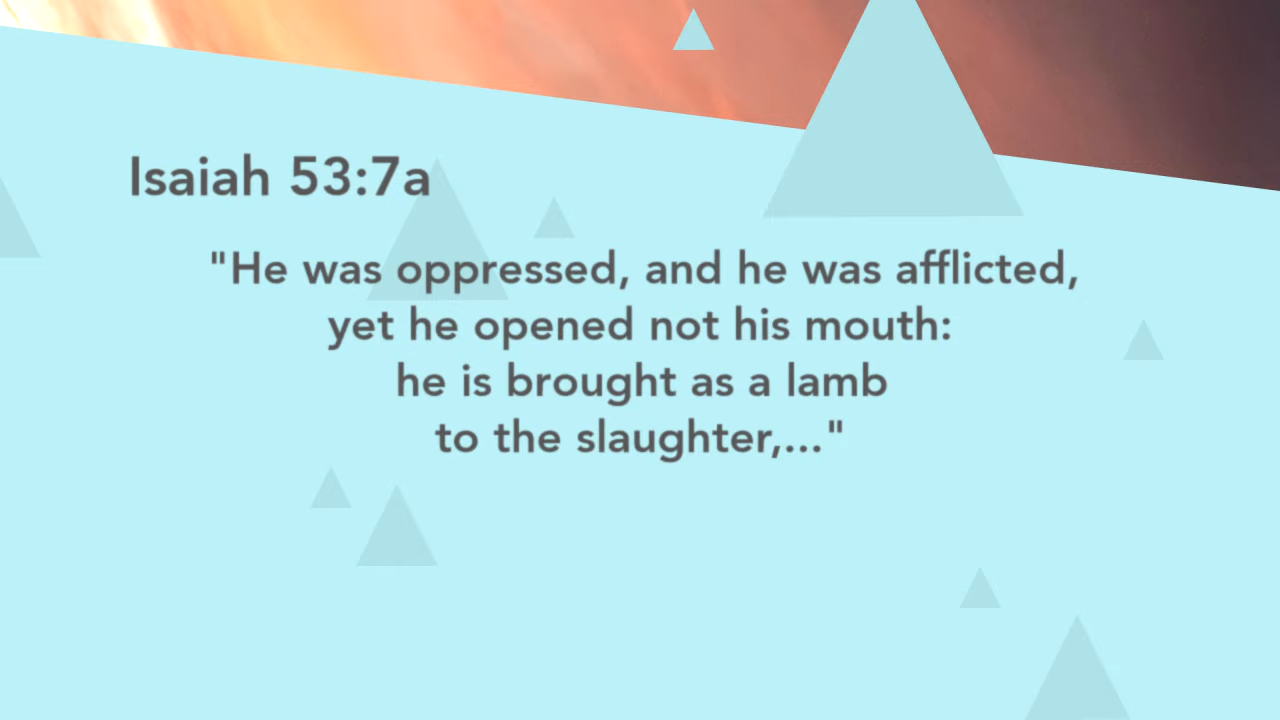 Isaiah 53:7a
"He was oppressed, and he was afflicted,
yet he opened not his mouth:
he is brought as a lamb
to the slaughter,..."